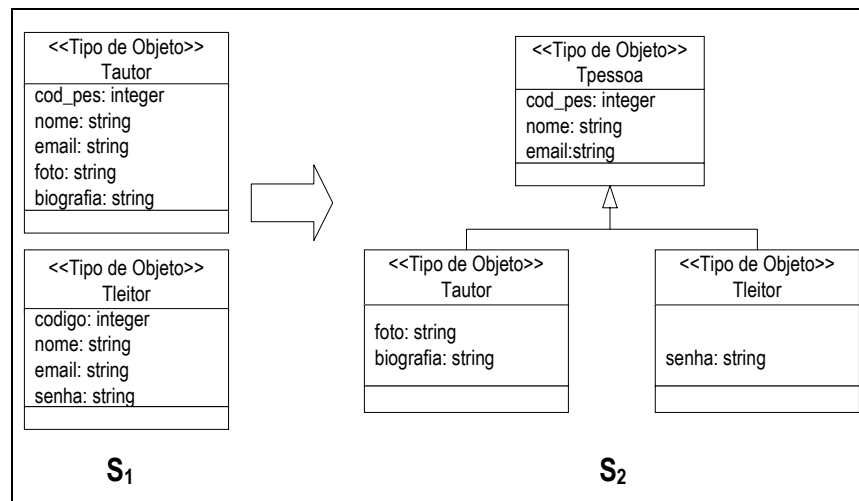 <<Tipo de Objeto>>
Tautor
cod_pes: integer
nome: string
email: string
foto: string
biografia: string
<<Tipo de Objeto>>
Tleitor
codigo: integer
nome: string
email: string
senha: string
S1
<<Tipo de Objeto>>
Tpessoa
cod_pes: integer
nome: string
email:string
<<Tipo de Objeto>>
Tautor
foto: string
biografia: string
<<Tipo de Objeto>>
Tleitor
senha: string
S2